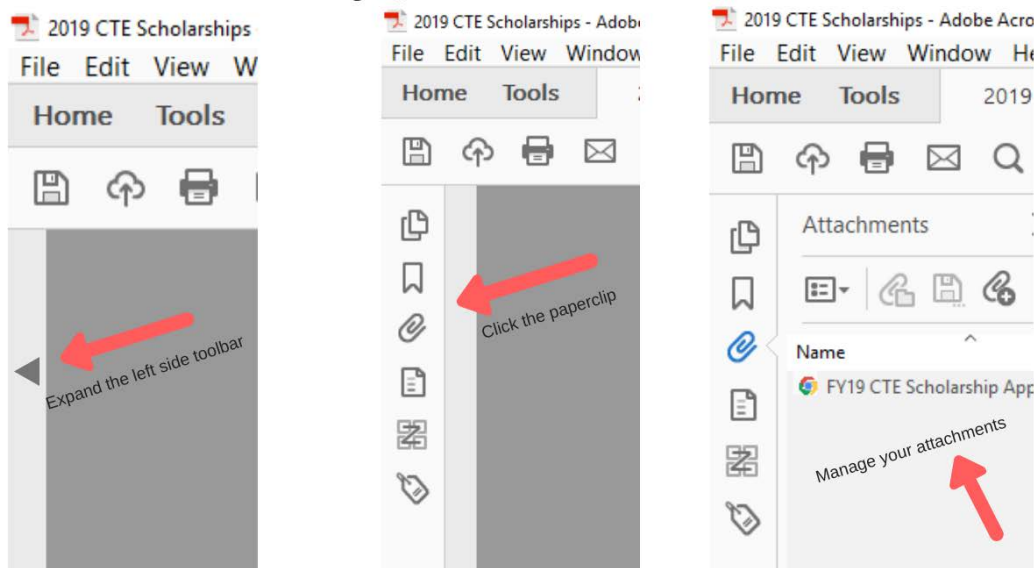 2019 CTE Scholarships
File Edit View W
Home Tools
Expand the left side toolbar
2019 CTE Scholarships - Adob
File Edit View Window
Home Tools
Click the paperclip
2019 CTE Scholarships - Adobe Acro
File Edit View Window He
Home Tools 2019
Attachments
Name
FY19 CTE Scholarship App
Manage your attachments